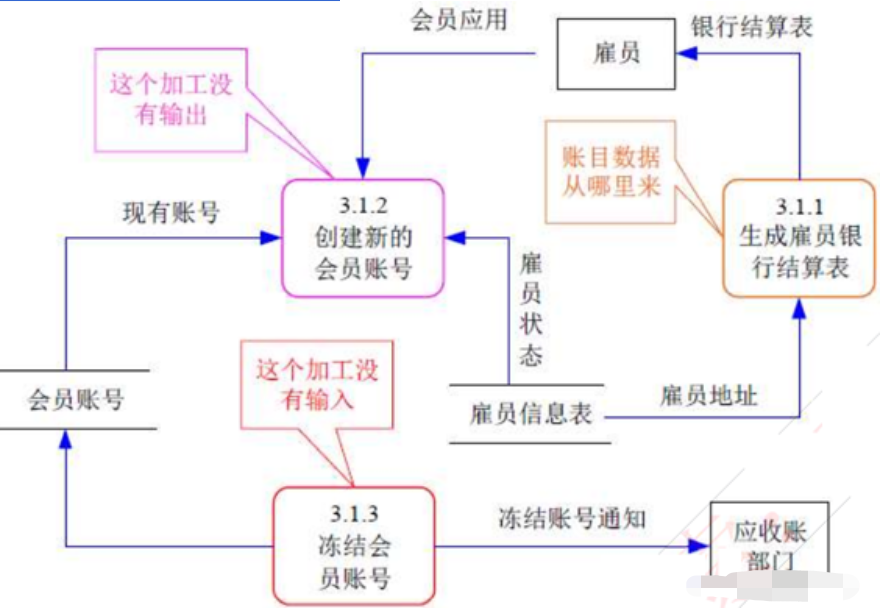 会员应用
银行结算表
雇员
这个加工没
有输出
账目数据
从哪里来
3.1.2
创建新的
会员账号
3.1.1
生成雇员银
行结算表
现有账号
雇
员
状
态
这个加工没
有输入
会员账号
雇员信息表
雇员地址
3.1.3
冻结会
员账号
冻结账号通知
应收账
部门